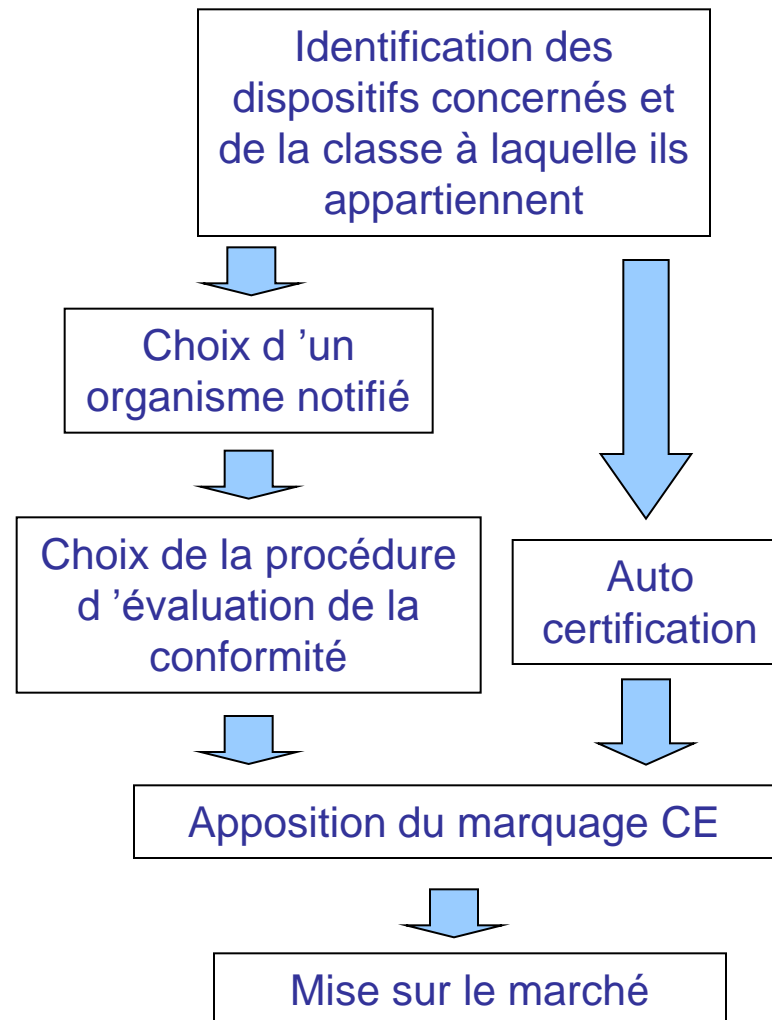 Identification des
dispositifs concernés et
de la classe à laquelle ils
appartiennent
Choix d ’un
organisme notifié
Choix de la procédure
d ’évaluation de la
conformité
Auto
certification
Apposition du marquage CE
Mise sur le marché